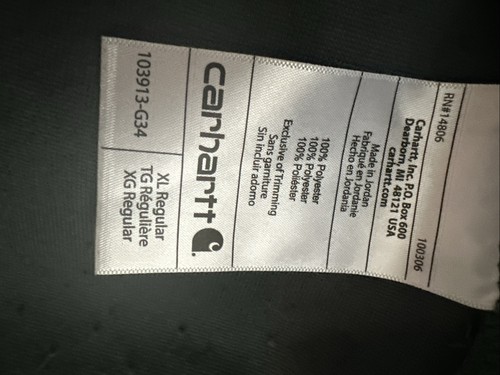 103913-G34
XL Regular
TG Régulière
XG Regular
carhartt
100% Polyester
100% Polyester
100% Poliéster
Exclusive of Trimming
Sans garniture
Sin incluir adorno
Made in Jordan
Fabriqué en Jordanie
Hecho en Jordania
Carhartt, Inc. P.O. Box 600
Dearborn, MI 48121 USA
carhartt.com
RN#14806
100306